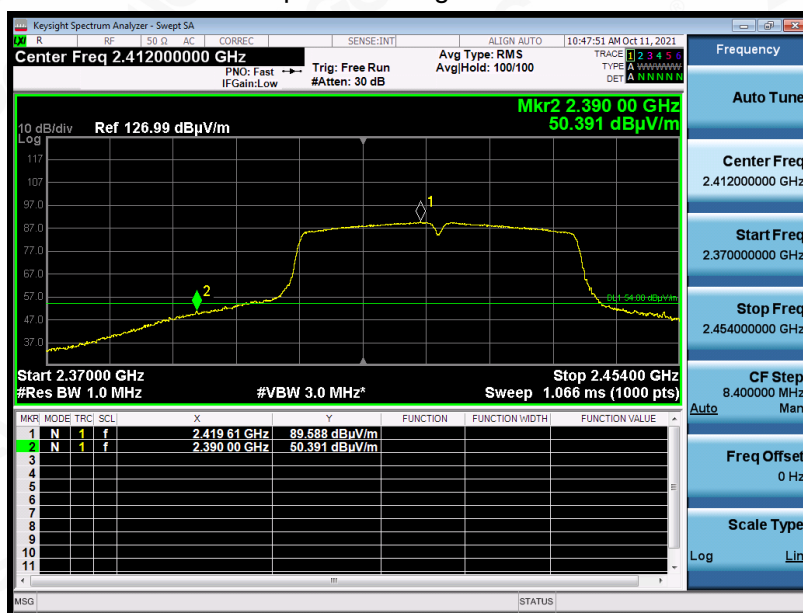 Keysight Spectrum Analyzer - Swept SA
LXI R RF 50 Ω AC CORREC SENSE:INT ALIGN AUTO 10:47:51 AM Oct 11, 2021
Center Freq 2.412000000 GHz
PNO: Fast
IFGain:Low
Trig: Free Run
#Atten: 30 dB
Avg Type: RMS
Avg|Hold: 100/100
TRACE 1 2 3 4 5 6
TYPE A WWWWW
DET A N N N N N
Mkr2 2.390 00 GHz
50.391 dBµV/m
10 dB/div Ref 126.99 dBµV/m
Log
117
107
97.0
87.0
77.0
67.0
57.0
47.0
37.0
1
2
DL1 54.00 dBµV/m
Start 2.37000 GHz Stop 2.45400 GHz
#Res BW 1.0 MHz #VBW 3.0 MHz* Sweep 1.066 ms (1000 pts)
MKR MODE TRC SCL X Y FUNCTION FUNCTION WIDTH FUNCTION VALUE
1 N 1 f 2.419 61 GHz 89.588 dBµV/m
2 N 1 f 2.390 00 GHz 50.391 dBµV/m
3
4
5
6
7
8
9
10
11
MSG STATUS
Frequency
Auto Tune
Center Freq
2.412000000 GHz
Start Freq
2.370000000 GHz
Stop Freq
2.454000000 GHz
CF Step
8.400000 MHz
Auto Man
Freq Offset
0 Hz
Scale Type
Log Lin